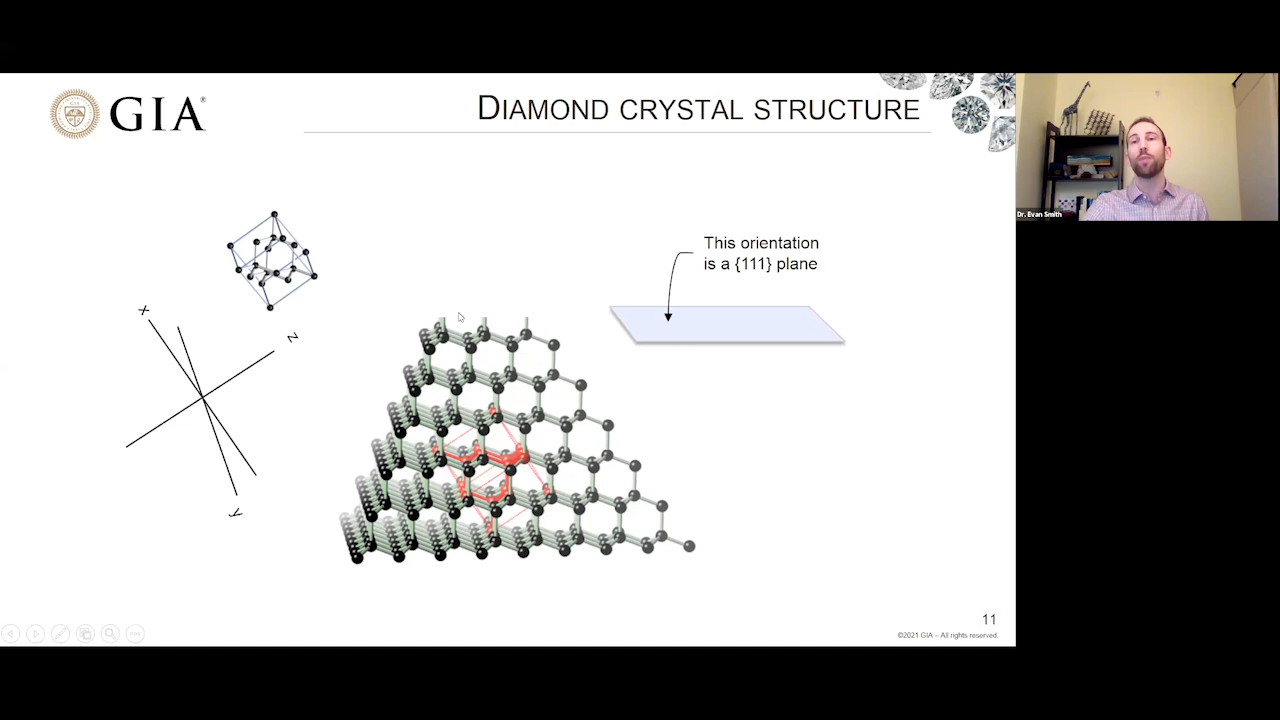 GIA®
DIAMOND CRYSTAL STRUCTURE
Dr. Evan Smith
This orientation
is a {111} plane
x
z
y
11
©2021 GIA – All rights reserved.